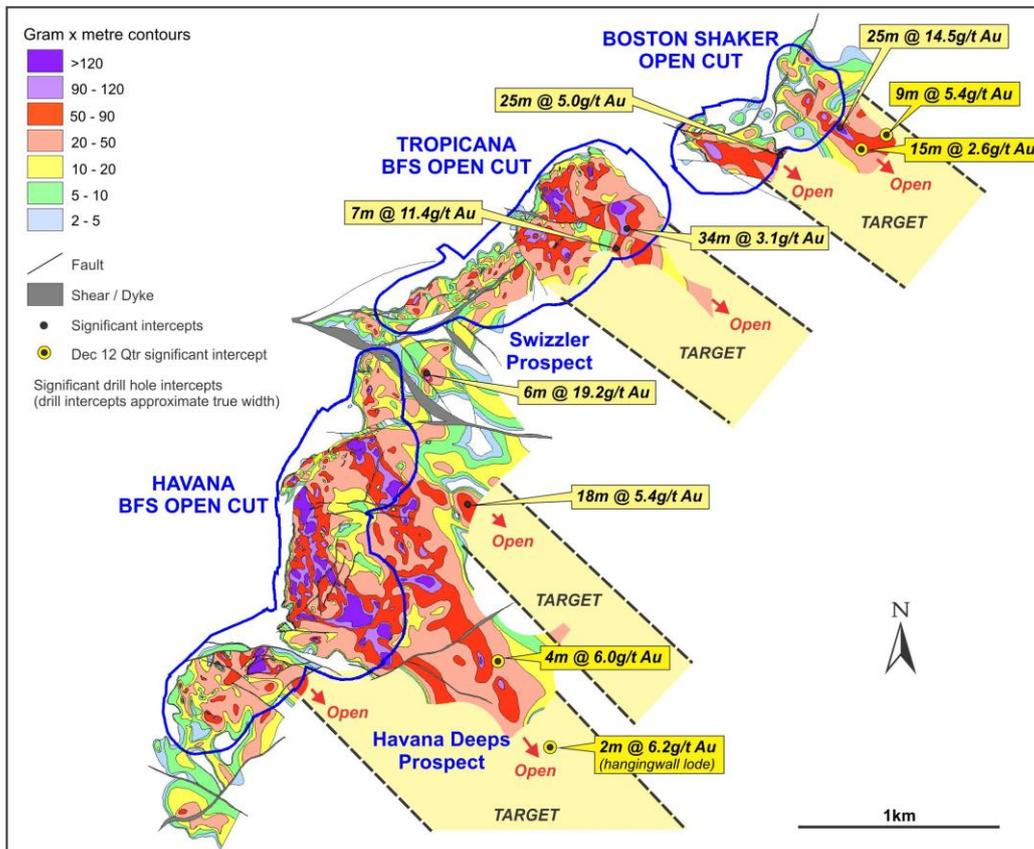 Gram x metre contours
>120
90 - 120
50 - 90
20 - 50
10 - 20
5 - 10
2 - 5
Fault
Shear / Dyke
Significant intercepts
Dec 12 Qtr significant intercept
Significant drill hole intercepts
(drill intercepts approximate true width)
BOSTON SHAKER
OPEN CUT
25m @ 14.5g/t Au
9m @ 5.4g/t Au
25m @ 5.0g/t Au
15m @ 2.6g/t Au
Open
Open
TARGET
TROPICANA
BFS OPEN CUT
7m @ 11.4g/t Au
34m @ 3.1g/t Au
Open
TARGET
Swizzler
Prospect
6m @ 19.2g/t Au
HAVANA
BFS OPEN CUT
18m @ 5.4g/t Au
Open
TARGET
4m @ 6.0g/t Au
Open
Havana Deeps
Prospect
2m @ 6.2g/t Au
(hangingwall lode)
Open
TARGET
N
1km